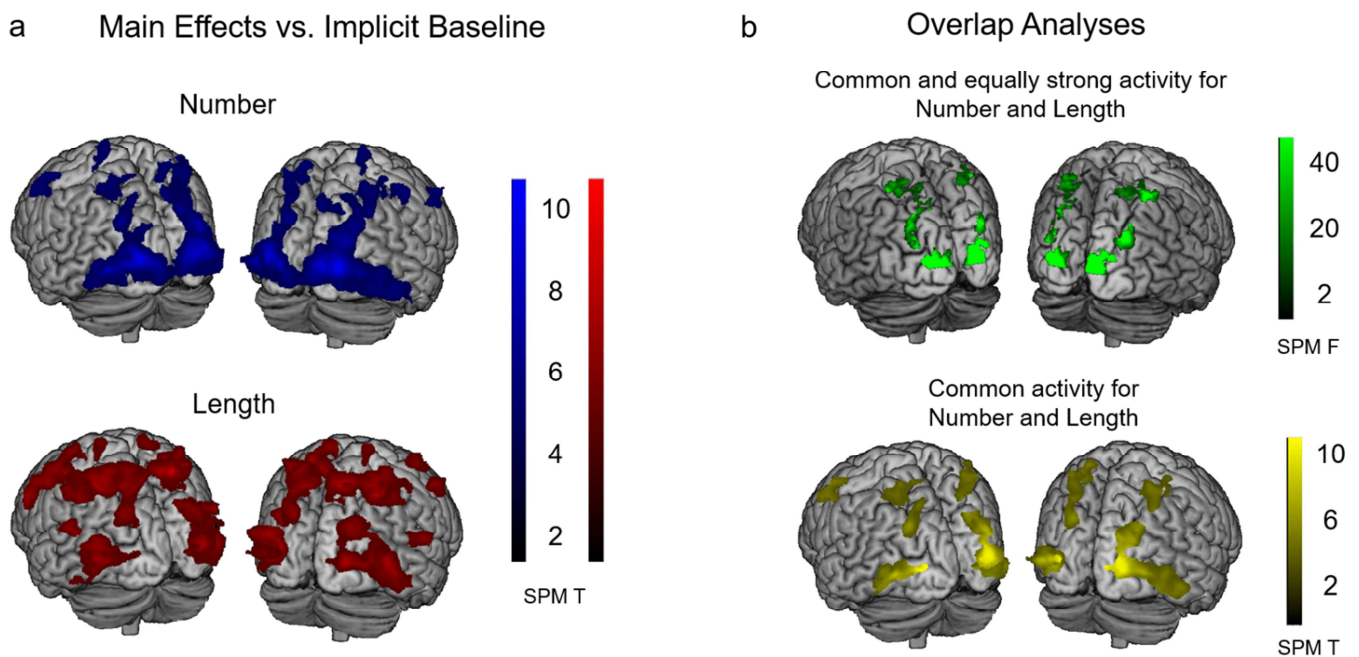 a
Main Effects vs. Implicit Baseline
Number
Length
10
8
6
4
2
SPM T
b
Overlap Analyses
Common and equally strong activity for
Number and Length
40
20
2
SPM F
Common activity for
Number and Length
10
6
2
SPM T